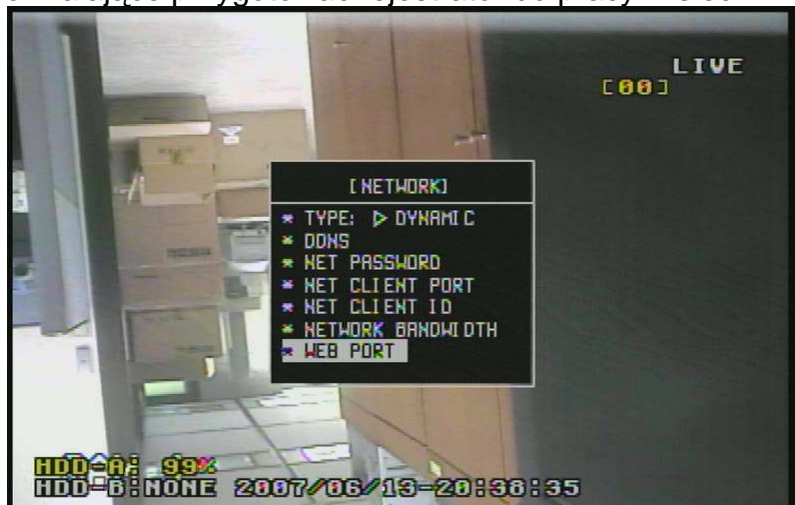 LIVE
[00]
[NETWORK]
* TYPE: ▷ DYNAMIC
* DDNS
* NET PASSWORD
* NET CLIENT PORT
* NET CLIENT ID
* NETWORK BANDWIDTH
* WEB PORT
HDD-A: 99%
HDD-B:NONE 2007/06/13-20:38:35